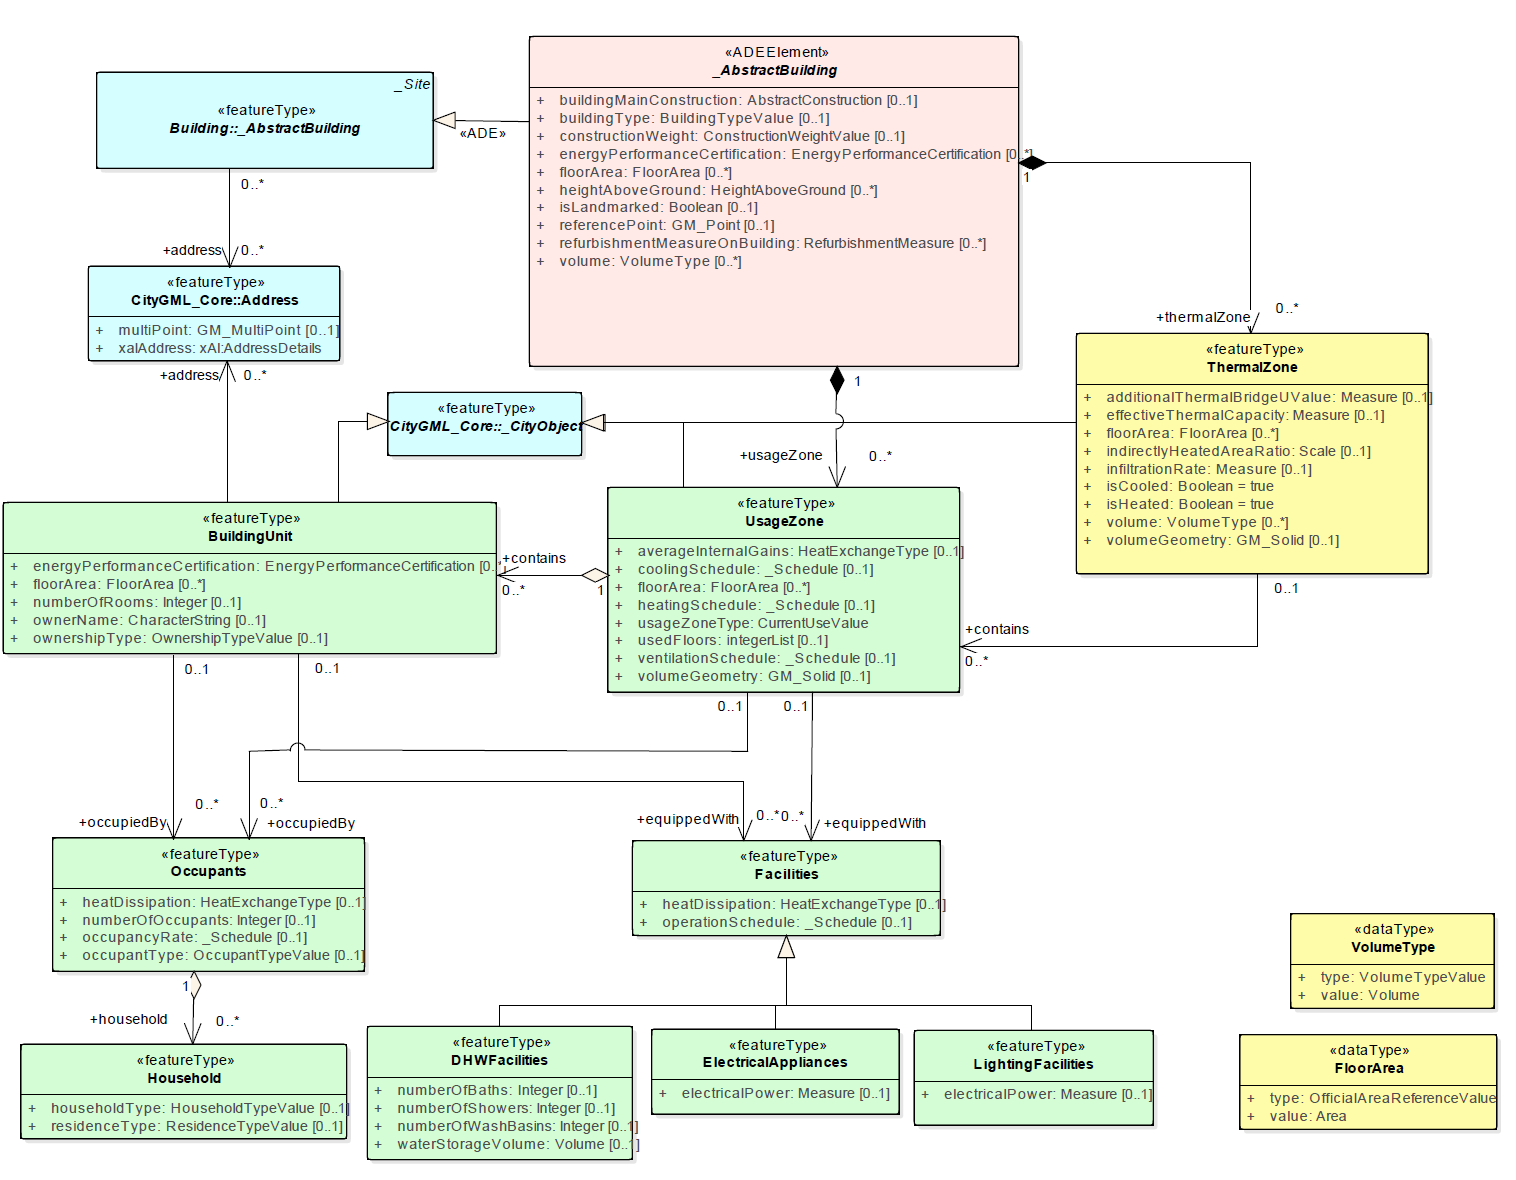 «ADEElement»
_AbstractBuilding
+ buildingMainConstruction: AbstractConstruction [0..1]
+ buildingType: BuildingTypeValue [0..1]
+ constructionWeight: ConstructionWeightValue [0..1]
+ energyPerformanceCertification: EnergyPerformanceCertification [0..*]
+ floorArea: FloorArea [0..*]
+ heightAboveGround: HeightAboveGround [0..*]
+ isLandmarked: Boolean [0..1]
+ referencePoint: GM_Point [0..1]
+ refurbishmentMeasureOnBuilding: RefurbishmentMeasure [0..*]
+ volume: VolumeType [0..*]
_Site
«featureType»
Building::_AbstractBuilding
«ADE»
0..*
+address 0..*
1
«featureType»
CityGML_Core::Address
+ multiPoint: GM_MultiPoint [0..1]
+ xalAddress: xAl:AddressDetails
+address 0..*
+thermalZone 0..*
«featureType»
ThermalZone
+ additionalThermalBridgeUValue: Measure [0..1]
+ effectiveThermalCapacity: Measure [0..1]
+ floorArea: FloorArea [0..*]
+ indirectlyHeatedAreaRatio: Scale [0..1]
+ infiltrationRate: Measure [0..1]
+ isCooled: Boolean = true
+ isHeated: Boolean = true
+ volume: VolumeType [0..*]
+ volumeGeometry: GM_Solid [0..1]
1
«featureType»
CityGML_Core::_CityObject
+usageZone 0..*
«featureType»
BuildingUnit
+ energyPerformanceCertification: EnergyPerformanceCertification [0..
+ floorArea: FloorArea [0..*]
+ numberOfRooms: Integer [0..1]
+ ownerName: CharacterString [0..1]
+ ownershipType: OwnershipTypeValue [0..1]
+contains
0..*
1
«featureType»
UsageZone
+ averageInternalGains: HeatExchangeType [0..1]
+ coolingSchedule: _Schedule [0..1]
+ floorArea: FloorArea [0..*]
+ heatingSchedule: _Schedule [0..1]
+ usageZoneType: CurrentUseValue
+ usedFloors: integerList [0..1]
+ ventilationSchedule: _Schedule [0..1]
+ volumeGeometry: GM_Solid [0..1]
0..1
+contains
0..*
0..1
0..1
0..1
0..1
0..*
+occupiedBy
0..*
+occupiedBy
+equippedWith
0..*
0..*
+equippedWith
«featureType»
Occupants
+ heatDissipation: HeatExchangeType [0..1]
+ numberOfOccupants: Integer [0..1]
+ occupancyRate: _Schedule [0..1]
+ occupantType: OccupantTypeValue [0..1]
«featureType»
Facilities
+ heatDissipation: HeatExchangeType [0..1]
+ operationSchedule: _Schedule [0..1]
«dataType»
VolumeType
+ type: VolumeTypeValue
+ value: Volume
1
+household 0..*
«featureType»
Household
+ householdType: HouseholdTypeValue [0..1]
+ residenceType: ResidenceTypeValue [0..1]
«featureType»
DHWFacilities
+ numberOfBaths: Integer [0..1]
+ numberOfShowers: Integer [0..1]
+ numberOfWashBasins: Integer [0..1]
+ waterStorageVolume: Volume [0..1]
«featureType»
ElectricalAppliances
+ electricalPower: Measure [0..1]
«featureType»
LightingFacilities
+ electricalPower: Measure [0..1]
«dataType»
FloorArea
+ type: OfficialAreaReferenceValue
+ value: Area